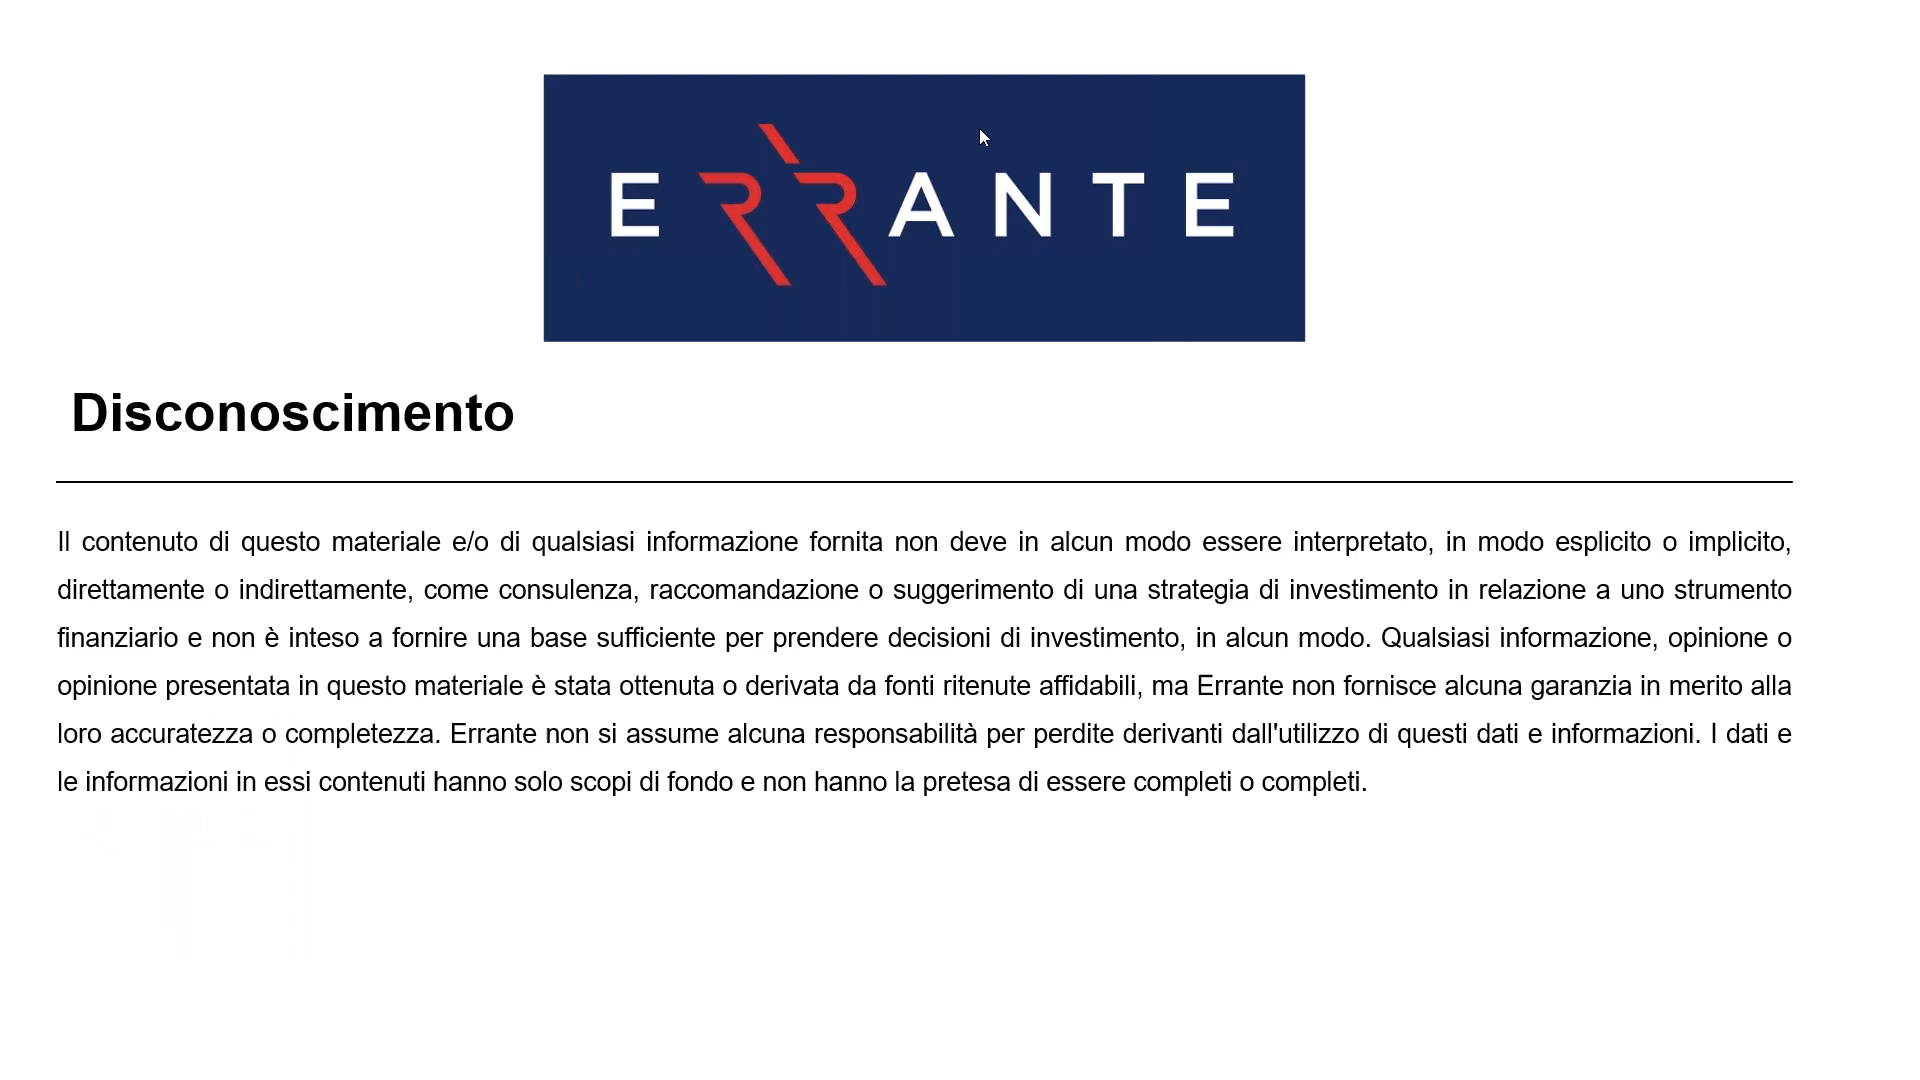 ERRANTE
Disconoscimento
Il contenuto di questo materiale e/o di qualsiasi informazione fornita non deve in alcun modo essere interpretato, in modo esplicito o implicito,
direttamente o indirettamente, come consulenza, raccomandazione o suggerimento di una strategia di investimento in relazione a uno strumento
finanziario e non è inteso a fornire una base sufficiente per prendere decisioni di investimento, in alcun modo. Qualsiasi informazione, opinione o
opinione presentata in questo materiale è stata ottenuta o derivata da fonti ritenute affidabili, ma Errante non fornisce alcuna garanzia in merito alla
loro accuratezza o completezza. Errante non si assume alcuna responsabilità per perdite derivanti dall'utilizzo di questi dati e informazioni. I dati e
le informazioni in essi contenuti hanno solo scopi di fondo e non hanno la pretesa di essere completi o completi.